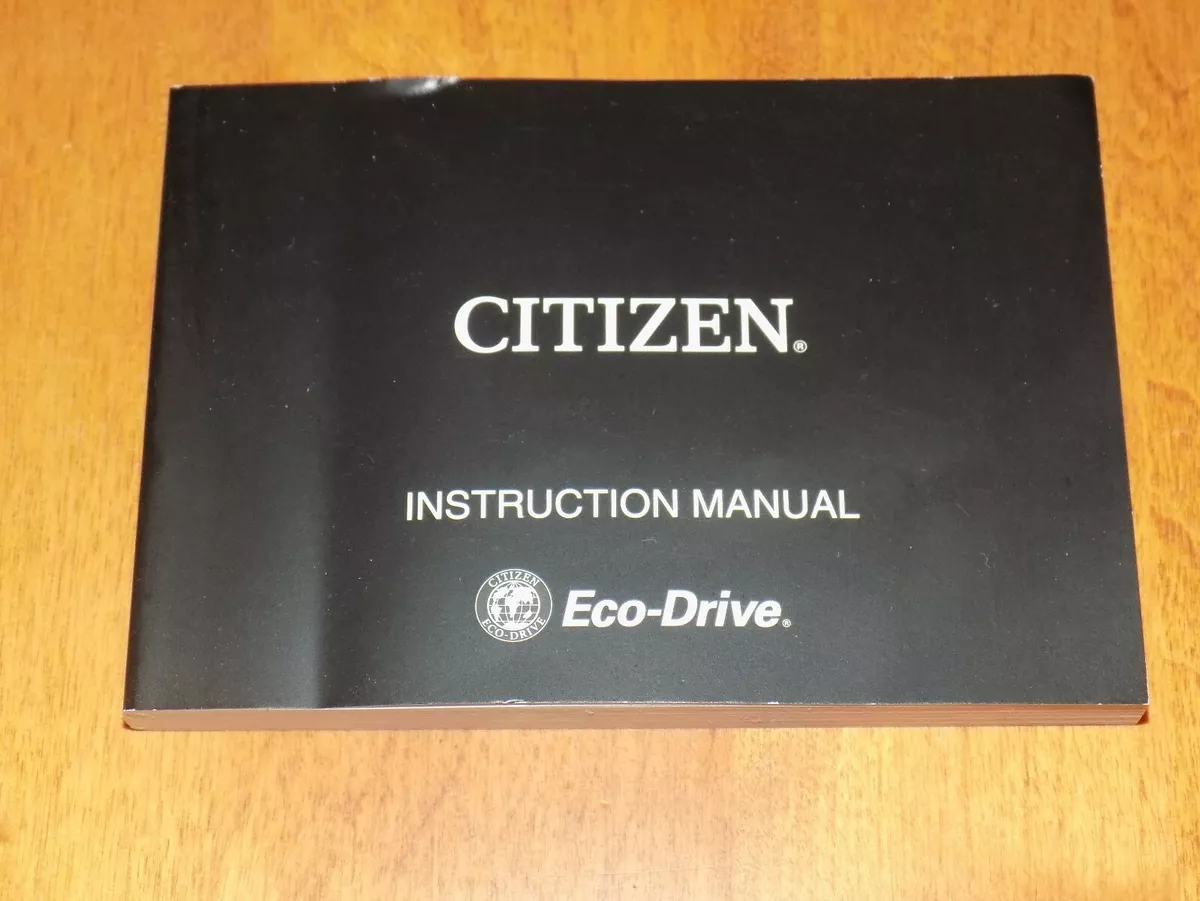 CITIZEN®
INSTRUCTION MANUAL
CITIZEN
ECO-DRIVE
Eco-Drive®